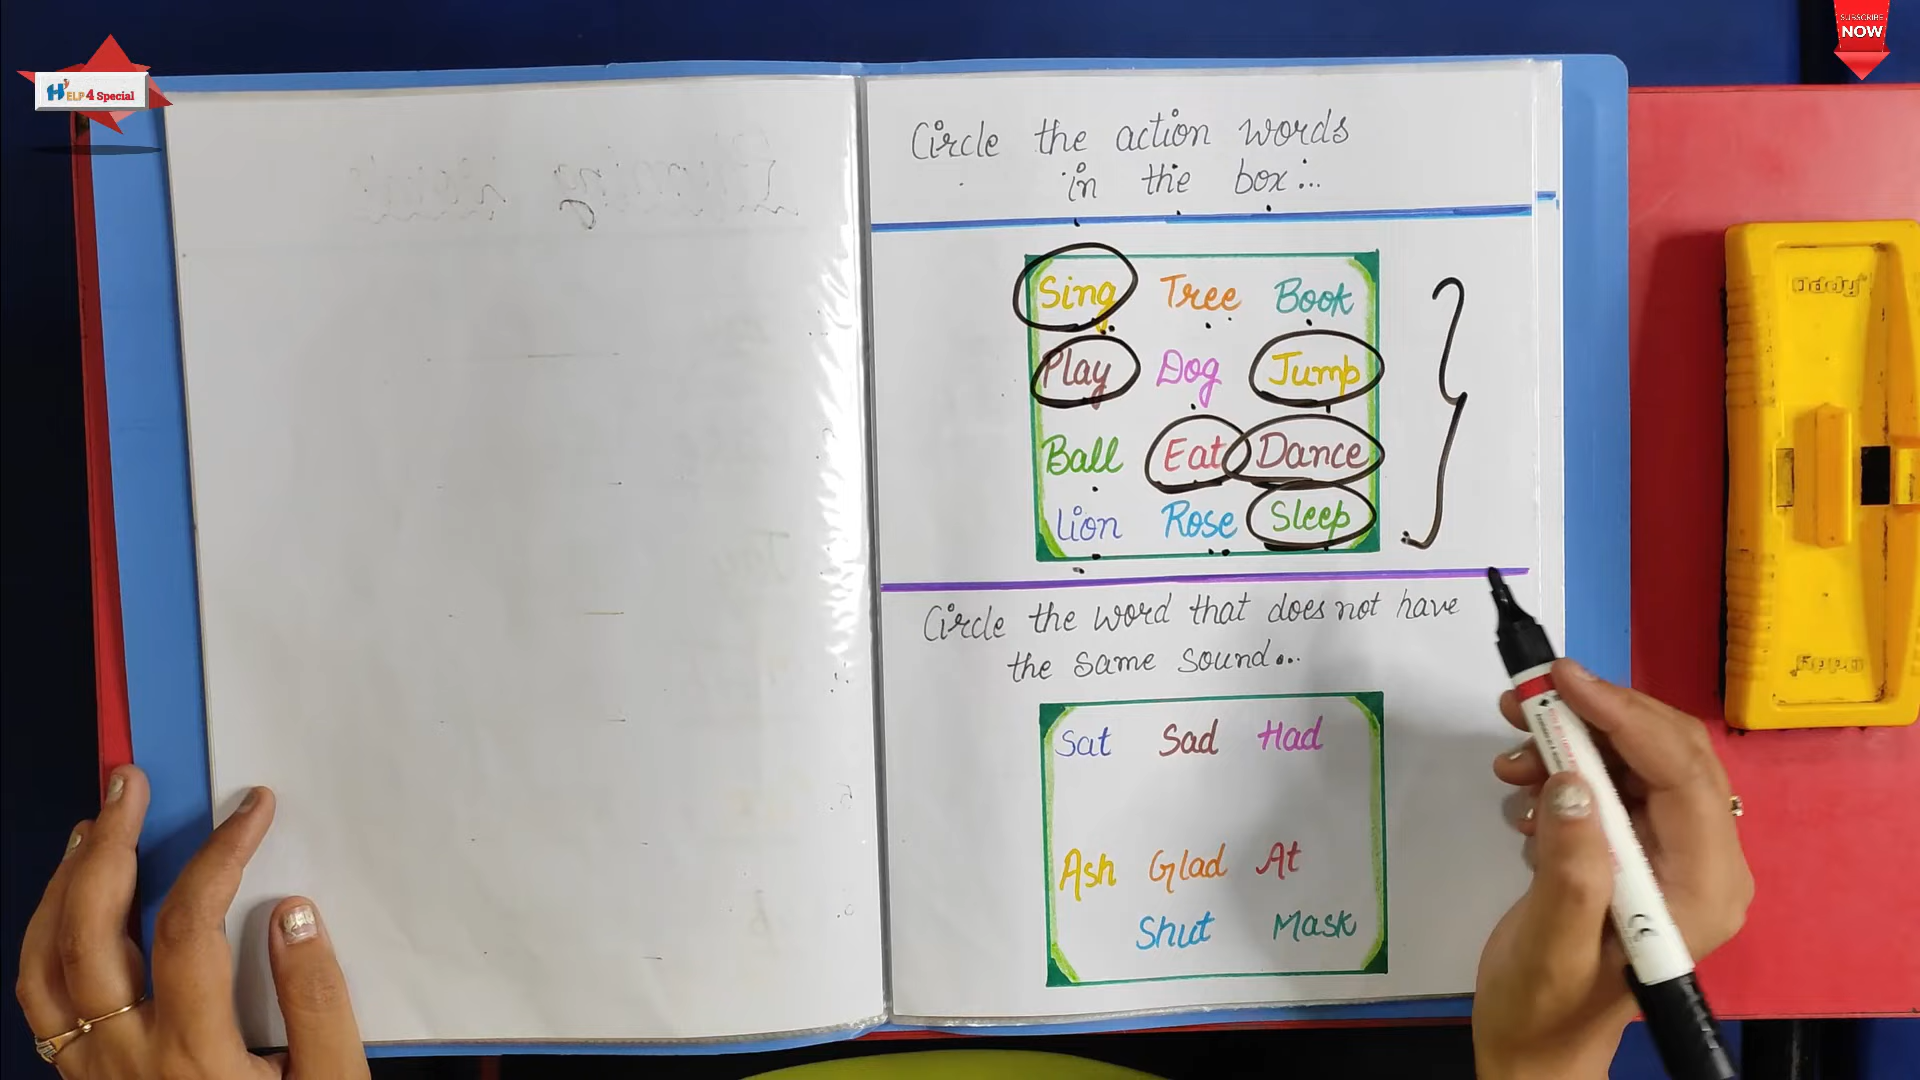 SUBSCRIBE
NOW
HELP 4 Special
Circle the action words
in the box...
Sing Tree Book
Play Dog Jump
Ball Eat Dance
Lion Rose Sleep
Circle the word that does not have
the same sound...
Sat Sad Had
Ash Glad At
Shut Mask
addy